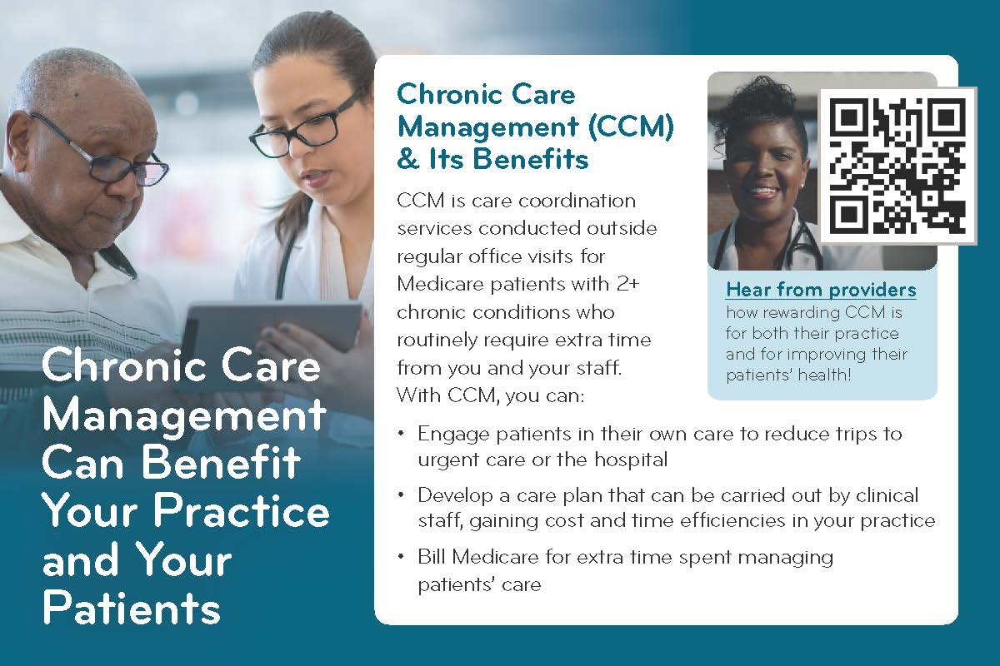 Chronic Care
Management
Can Benefit
Your Practice
and Your
Patients
Chronic Care
Management (CCM)
& Its Benefits
CCM is care coordination
services conducted outside
regular office visits for
Medicare patients with 2+
chronic conditions who
routinely require extra time
from you and your staff.
With CCM, you can:
• Engage patients in their own care to reduce trips to
urgent care or the hospital
• Develop a care plan that can be carried out by clinical
staff, gaining cost and time efficiencies in your practice
• Bill Medicare for extra time spent managing
patients’ care
Hear from providers
how rewarding CCM is
for both their practice
and for improving their
patients’ health!